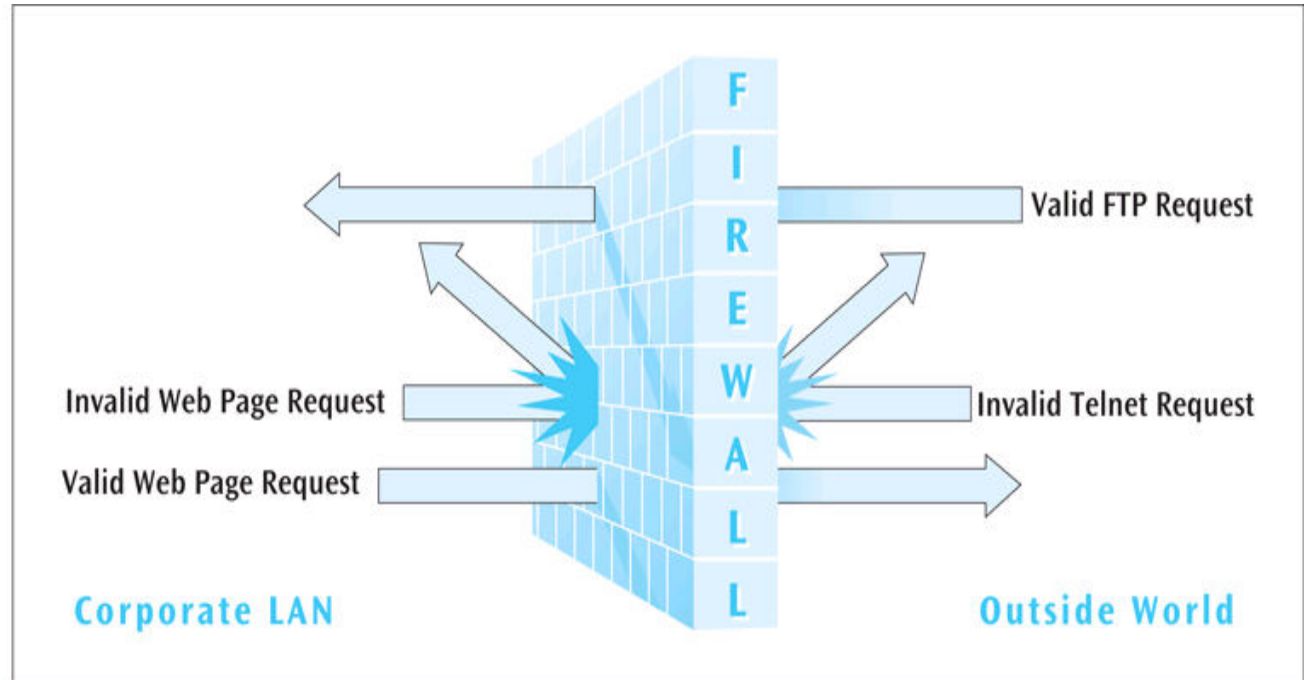 FIREWALL
Valid FTP Request
Invalid Web Page Request
Invalid Telnet Request
Valid Web Page Request
Corporate LAN
Outside World